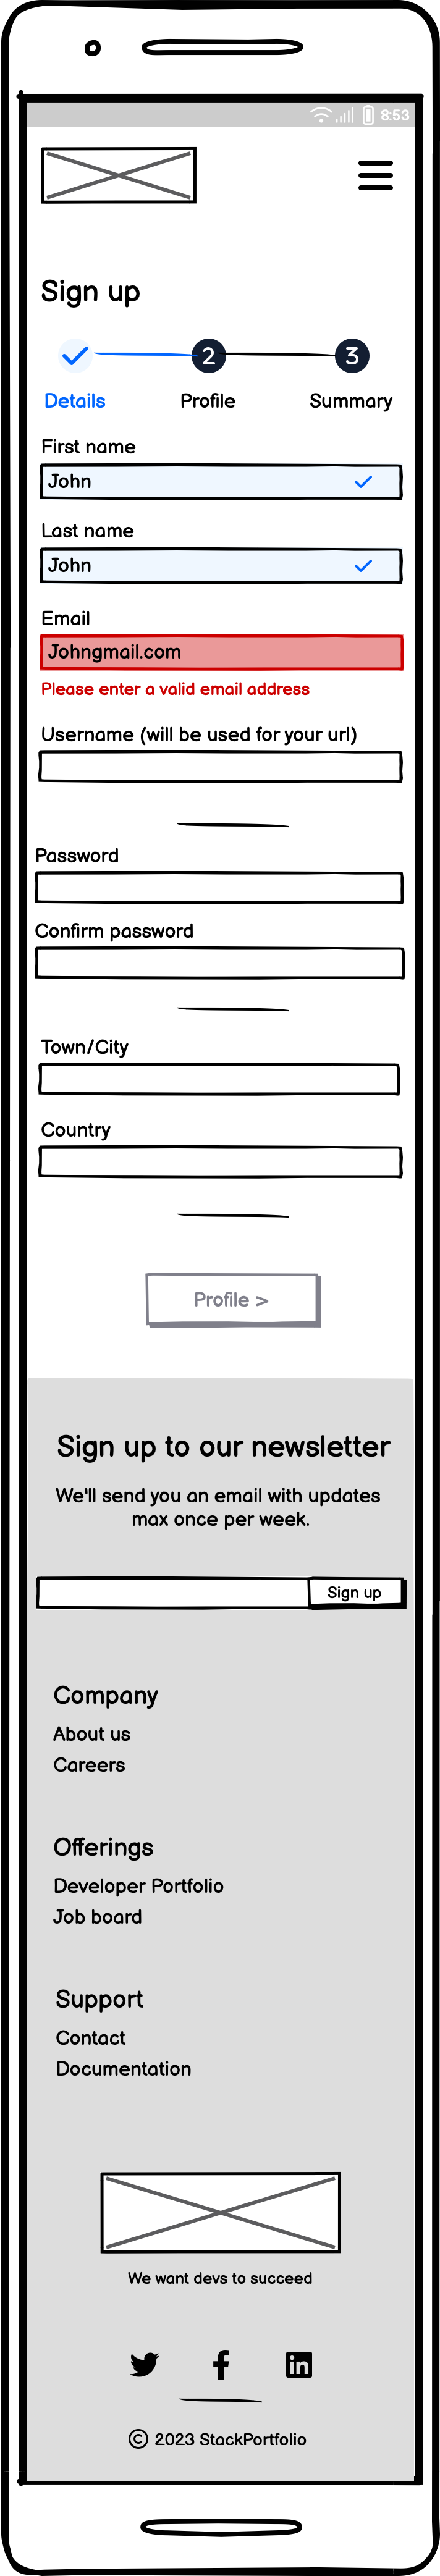 8:53
Sign up
2 3
Details Profile Summary
First name
John
Last name
John
Email
Johngmail.com
Please enter a valid email address
Username (will be used for your url)
Password
Confirm password
Town/City
Country
Profile >
Sign up to our newsletter
We'll send you an email with updates
max once per week.
Sign up
Company
About us
Careers
Offerings
Developer Portfolio
Job board
Support
Contact
Documentation
We want devs to succeed
© 2023 StackPortfolio